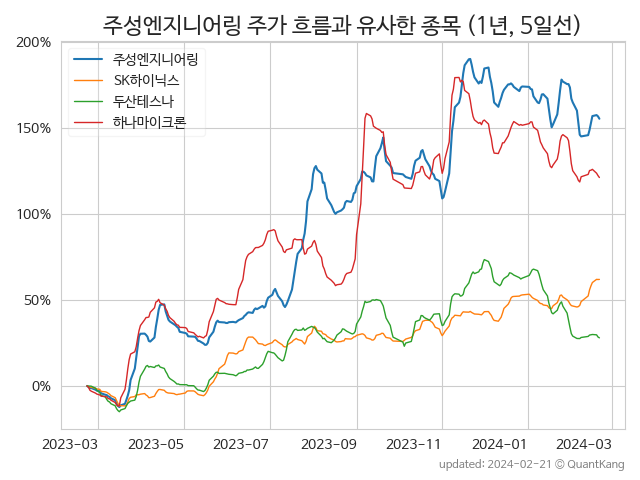 주성엔지니어링 주가 흐름과 유사한 종목 (1년, 5일선)
200%
150%
100%
50%
0%
주성엔지니어링
SK하이닉스
두산테스나
하나마이크론
2023-03 2023-05 2023-07 2023-09 2023-11 2024-01 2024-03
updated: 2024-02-21 © QuantKang